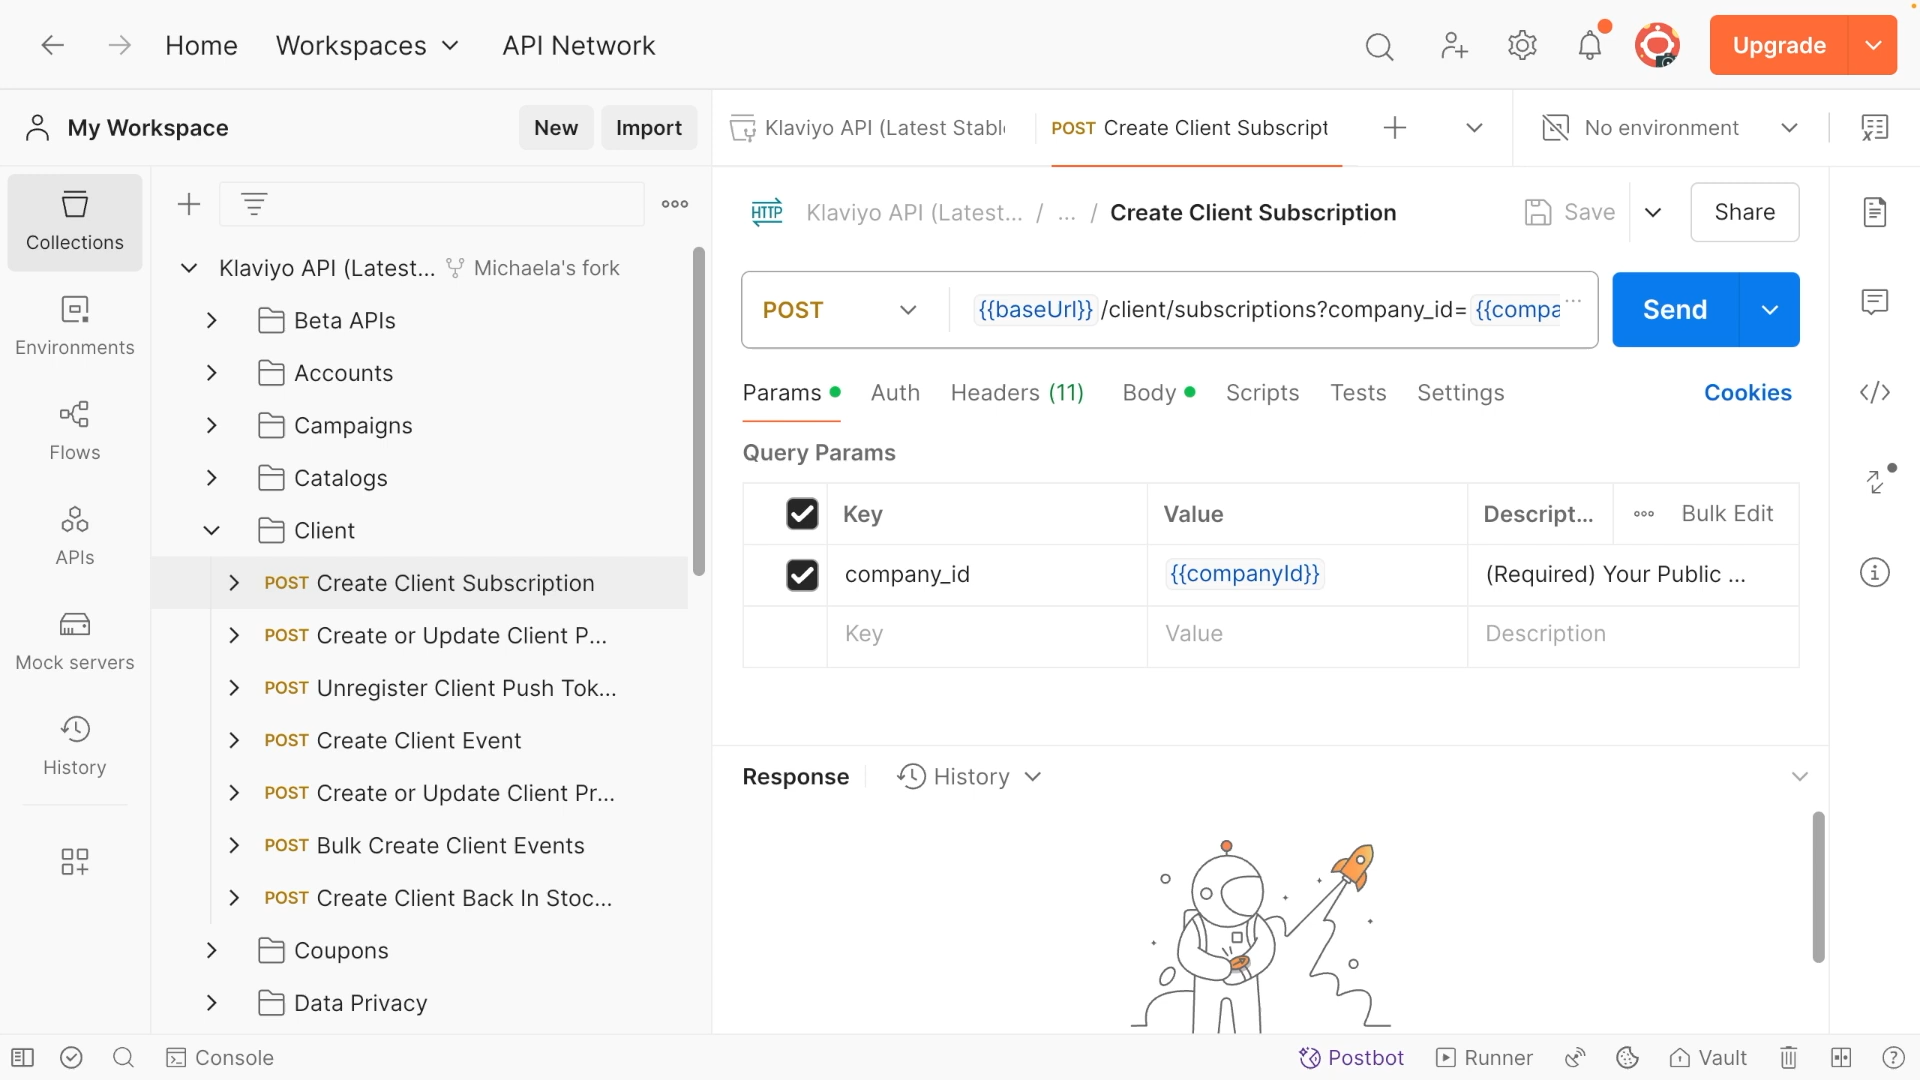 Home Workspaces API Network Upgrade
My Workspace New Import
Klaviyo API (Latest Stabl POST Create Client Subscript No environment
Collections
Environments
Flows
APIs
Mock servers
History
Klaviyo API (Latest... Michaela's fork
Beta APIs
Accounts
Campaigns
Catalogs
Client
POST Create Client Subscription
POST Create or Update Client P...
POST Unregister Client Push Tok...
POST Create Client Event
POST Create or Update Client Pr...
POST Bulk Create Client Events
POST Create Client Back In Stoc...
Coupons
Data Privacy
HTTP Klaviyo API (Latest... / ... / Create Client Subscription Save Share
POST {{baseUrl}}/client/subscriptions?company_id={{compa ... Send
Params Auth Headers (11) Body Scripts Tests Settings Cookies
Query Params
Key Value Descript... Bulk Edit
company_id {{companyId}} (Required) Your Public ...
Key Value Description
Response History
Console Postbot Runner Vault